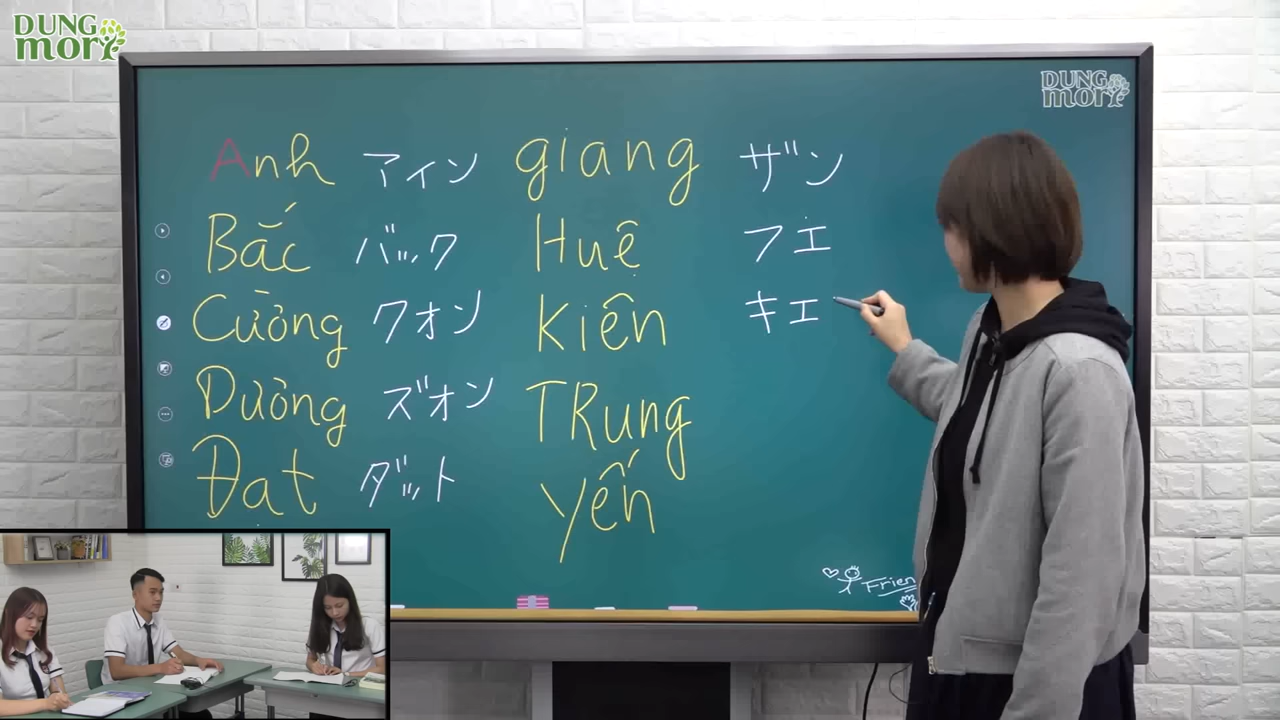 DUNG
mori
DUNG
mori
Anh アイン giang ザン
Bắc バック Huệ フエ
Cường クオン Kiên キエ
Dương ズオン TRung
Đạt ダット Yến
Frien